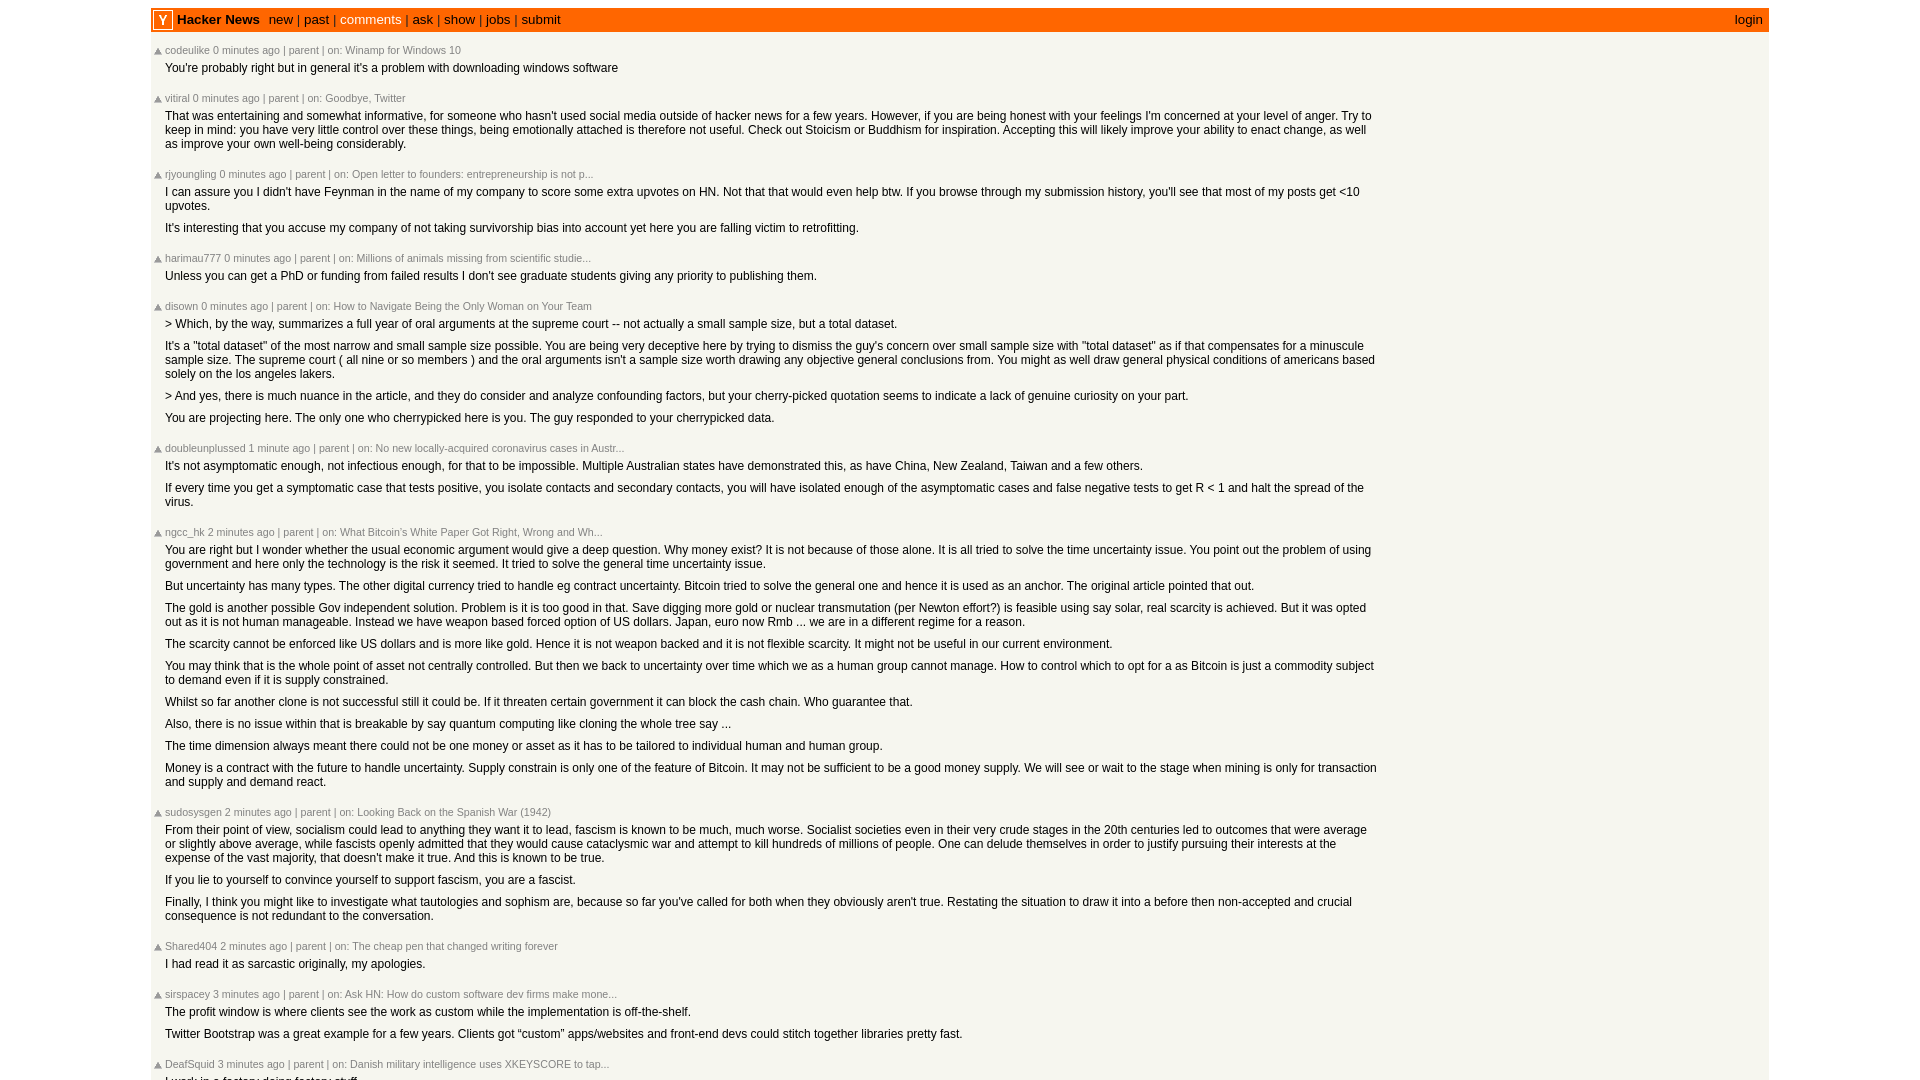 Y Hacker News new | past | comments | ask | show | jobs | submit login
codeulike 0 minutes ago | parent | on: Winamp for Windows 10
You're probably right but in general it's a problem with downloading windows software
vitiral 0 minutes ago | parent | on: Goodbye, Twitter
That was entertaining and somewhat informative, for someone who hasn't used social media outside of hacker news for a few years. However, if you are being honest with your feelings I'm concerned at your level of anger. Try to
keep in mind: you have very little control over these things, being emotionally attached is therefore not useful. Check out Stoicism or Buddhism for inspiration. Accepting this will likely improve your ability to enact change, as well
as improve your own well-being considerably.
rjyoungling 0 minutes ago | parent | on: Open letter to founders: entrepreneurship is not p...
I can assure you I didn't have Feynman in the name of my company to score some extra upvotes on HN. Not that that would even help btw. If you browse through my submission history, you'll see that most of my posts get <10
upvotes.
It's interesting that you accuse my company of not taking survivorship bias into account yet here you are falling victim to retrofitting.
harimau777 0 minutes ago | parent | on: Millions of animals missing from scientific studie...
Unless you can get a PhD or funding from failed results I don't see graduate students giving any priority to publishing them.
disown 0 minutes ago | parent | on: How to Navigate Being the Only Woman on Your Team
> Which, by the way, summarizes a full year of oral arguments at the supreme court -- not actually a small sample size, but a total dataset.
It's a "total dataset" of the most narrow and small sample size possible. You are being very deceptive here by trying to dismiss the guy's concern over small sample size with "total dataset" as if that compensates for a minuscule
sample size. The supreme court ( all nine or so members ) and the oral arguments isn't a sample size worth drawing any objective general conclusions from. You might as well draw general physical conditions of americans based
solely on the los angeles lakers.
> And yes, there is much nuance in the article, and they do consider and analyze confounding factors, but your cherry-picked quotation seems to indicate a lack of genuine curiosity on your part.
You are projecting here. The only one who cherrypicked here is you. The guy responded to your cherrypicked data.
doubleunplussed 1 minute ago | parent | on: No new locally-acquired coronavirus cases in Austr...
It's not asymptomatic enough, not infectious enough, for that to be impossible. Multiple Australian states have demonstrated this, as have China, New Zealand, Taiwan and a few others.
If every time you get a symptomatic case that tests positive, you isolate contacts and secondary contacts, you will have isolated enough of the asymptomatic cases and false negative tests to get R < 1 and halt the spread of the
virus.
ngcc_hk 2 minutes ago | parent | on: What Bitcoin's White Paper Got Right, Wrong and Wh...
You are right but I wonder whether the usual economic argument would give a deep question. Why money exist? It is not because of those alone. It is all tried to solve the time uncertainty issue. You point out the problem of using
government and here only the technology is the risk it seemed. It tried to solve the general time uncertainty issue.
But uncertainty has many types. The other digital currency tried to handle eg contract uncertainty. Bitcoin tried to solve the general one and hence it is used as an anchor. The original article pointed that out.
The gold is another possible Gov independent solution. Problem is it is too good in that. Save digging more gold or nuclear transmutation (per Newton effort?) is feasible using say solar, real scarcity is achieved. But it was opted
out as it is not human manageable. Instead we have weapon based forced option of US dollars. Japan, euro now Rmb ... we are in a different regime for a reason.
The scarcity cannot be enforced like US dollars and is more like gold. Hence it is not weapon backed and it is not flexible scarcity. It might not be useful in our current environment.
You may think that is the whole point of asset not centrally controlled. But then we back to uncertainty over time which we as a human group cannot manage. How to control which to opt for a as Bitcoin is just a commodity subject
to demand even if it is supply constrained.
Whilst so far another clone is not successful still it could be. If it threaten certain government it can block the cash chain. Who guarantee that.
Also, there is no issue within that is breakable by say quantum computing like cloning the whole tree say ...
The time dimension always meant there could not be one money or asset as it has to be tailored to individual human and human group.
Money is a contract with the future to handle uncertainty. Supply constrain is only one of the feature of Bitcoin. It may not be sufficient to be a good money supply. We will see or wait to the stage when mining is only for transaction
and supply and demand react.
sudosysgen 2 minutes ago | parent | on: Looking Back on the Spanish War (1942)
From their point of view, socialism could lead to anything they want it to lead, fascism is known to be much, much worse. Socialist societies even in their very crude stages in the 20th centuries led to outcomes that were average
or slightly above average, while fascists openly admitted that they would cause cataclysmic war and attempt to kill hundreds of millions of people. One can delude themselves in order to justify pursuing their interests at the
expense of the vast majority, that doesn't make it true. And this is known to be true.
If you lie to yourself to convince yourself to support fascism, you are a fascist.
Finally, I think you might like to investigate what tautologies and sophism are, because so far you've called for both when they obviously aren't true. Restating the situation to draw it into a before then non-accepted and crucial
consequence is not redundant to the conversation.
Shared404 2 minutes ago | parent | on: The cheap pen that changed writing forever
I had read it as sarcastic originally, my apologies.
sirspacey 3 minutes ago | parent | on: Ask HN: How do custom software dev firms make mone...
The profit window is where clients see the work as custom while the implementation is off-the-shelf.
Twitter Bootstrap was a great example for a few years. Clients got “custom” apps/websites and front-end devs could stitch together libraries pretty fast.
DeafSquid 3 minutes ago | parent | on: Danish military intelligence uses XKEYSCORE to tap...
I work in a factory doing factory stuff